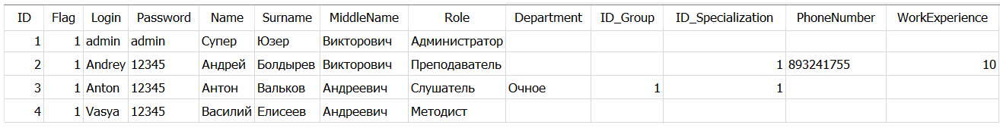 ID Flag Login Password Name Surname MiddleName Role Department ID_Group ID_Specialization PhoneNumber WorkExperience
1 1 admin admin Супер Юзер Викторович Администратор
2 1 Andrey 12345 Андрей Болдырев Викторович Преподаватель 1 893241755 10
3 1 Anton 12345 Антон Вальков Андреевич Слушатель Очное 1 1
4 1 Vasya 12345 Василий Елисеев Андреевич Методист